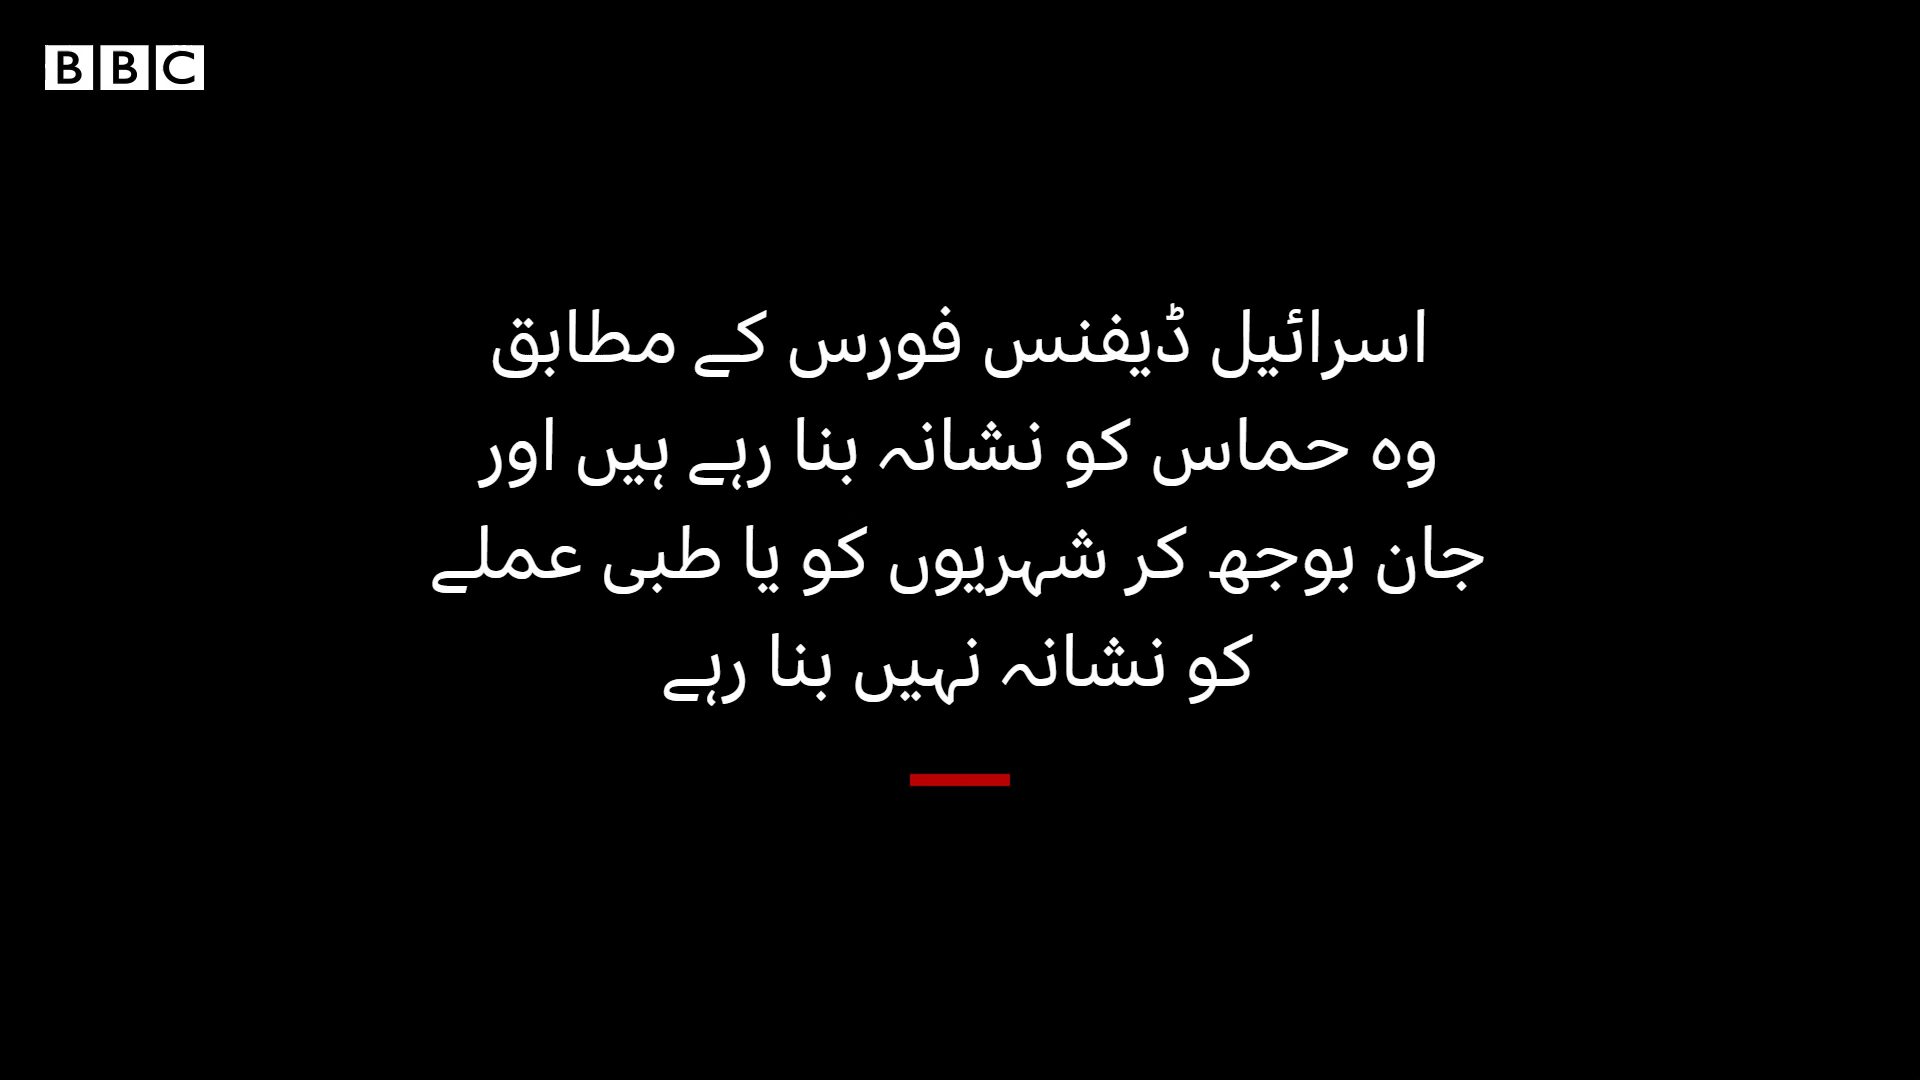 BBC
اسرائیل ڈیفنس فورس کے مطابق
وہ حماس کو نشانہ بنا رہے ہیں اور
جان بوجھ کر شہریوں کو یا طبی عملے
کو نشانہ نہیں بنا رہے